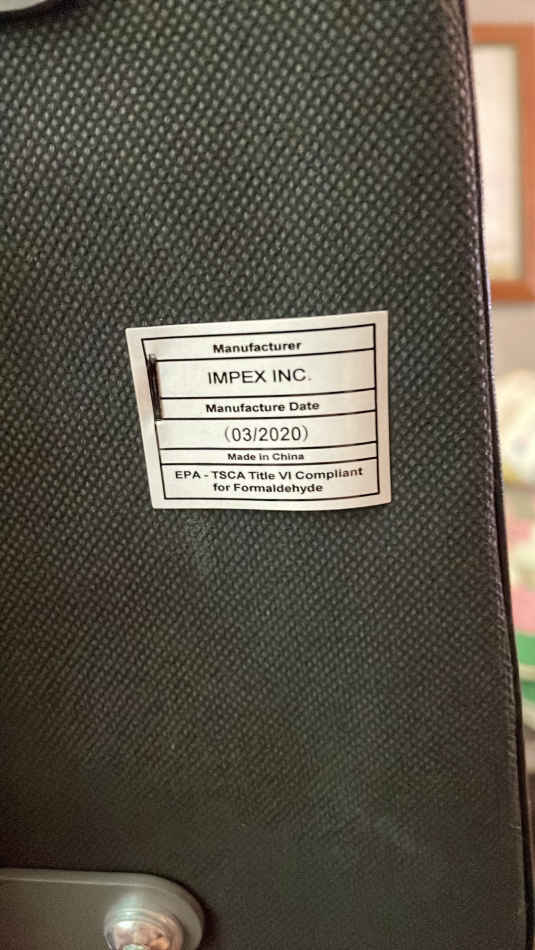 Manufacturer
IMPEX INC.
Manufacture Date
(03/2020)
Made in China
EPA - TSCA Title VI Compliant
for Formaldehyde